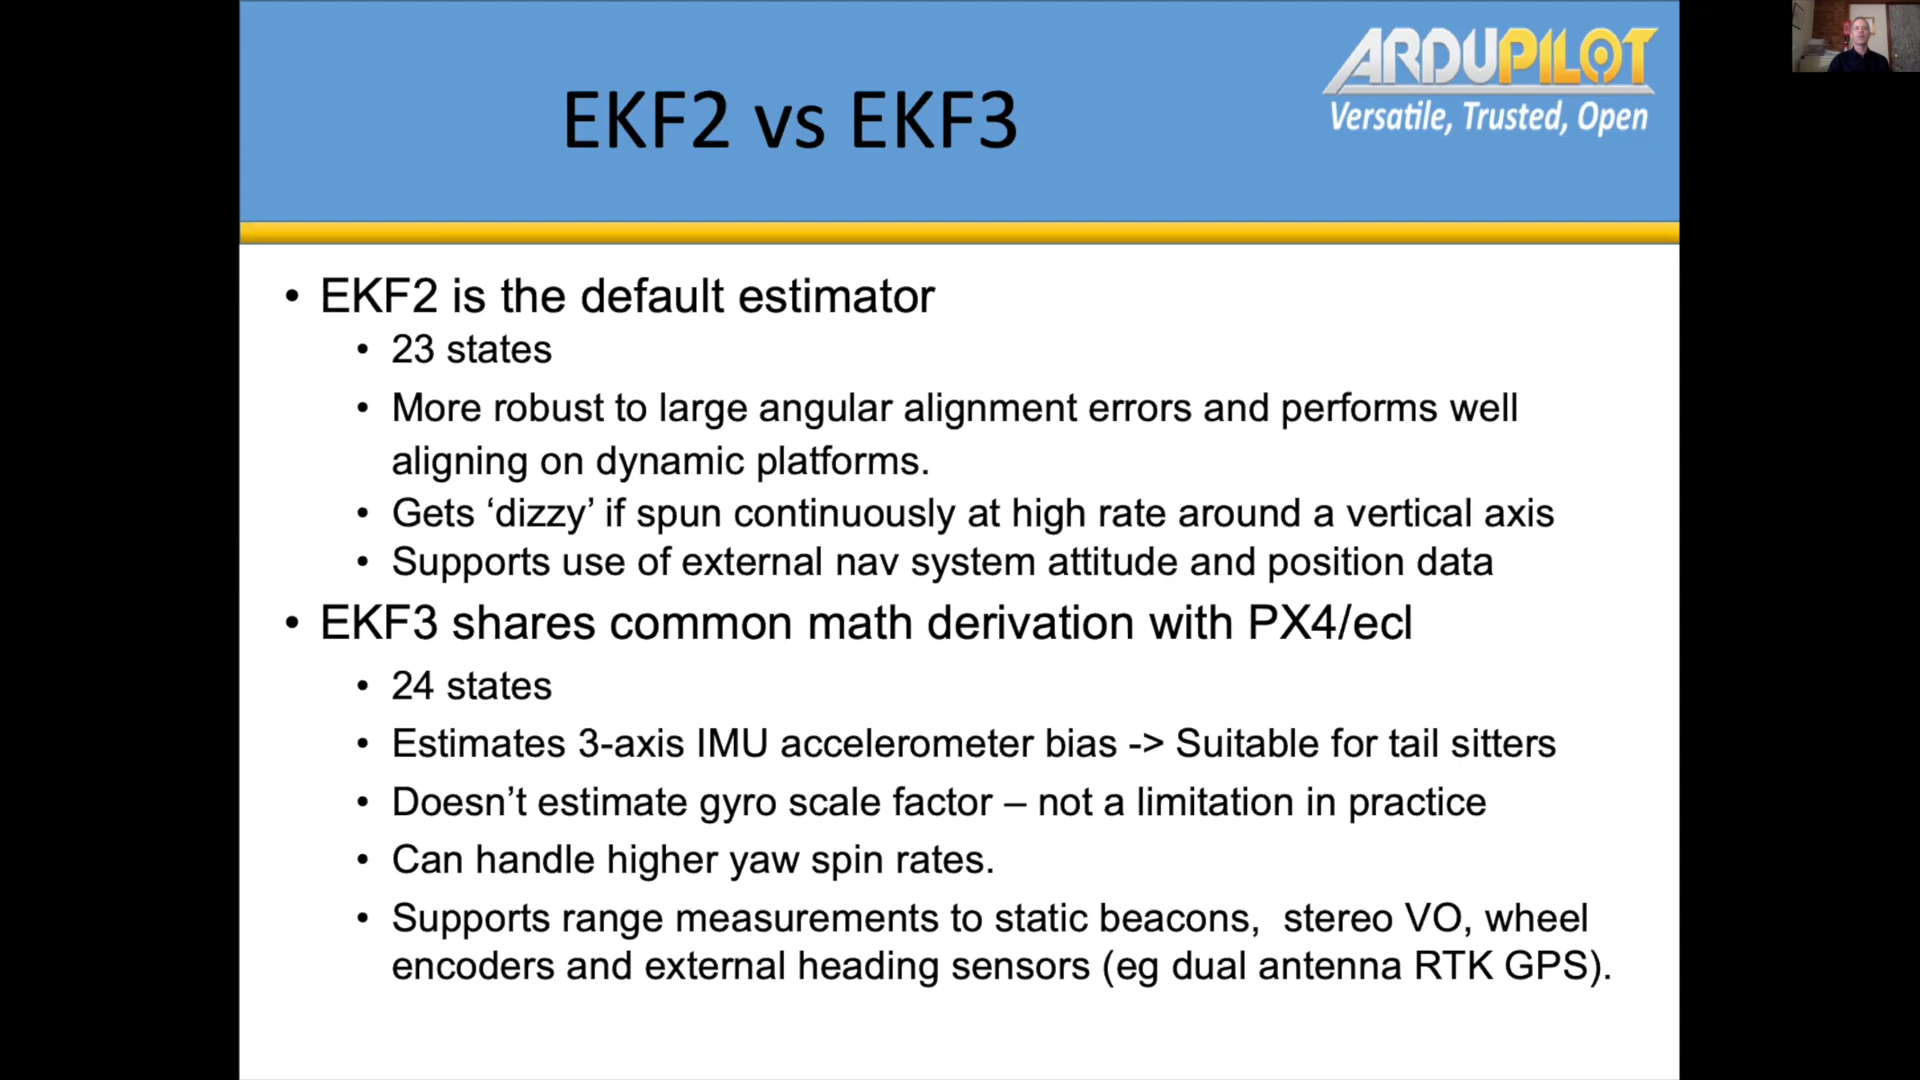 ARDUPILOT
Versatile, Trusted, Open
EKF2 vs EKF3
• EKF2 is the default estimator
• 23 states
• More robust to large angular alignment errors and performs well
aligning on dynamic platforms.
• Gets ‘dizzy’ if spun continuously at high rate around a vertical axis
• Supports use of external nav system attitude and position data
• EKF3 shares common math derivation with PX4/ecl
• 24 states
• Estimates 3-axis IMU accelerometer bias -> Suitable for tail sitters
• Doesn’t estimate gyro scale factor – not a limitation in practice
• Can handle higher yaw spin rates.
• Supports range measurements to static beacons,  stereo VO, wheel
encoders and external heading sensors (eg dual antenna RTK GPS).